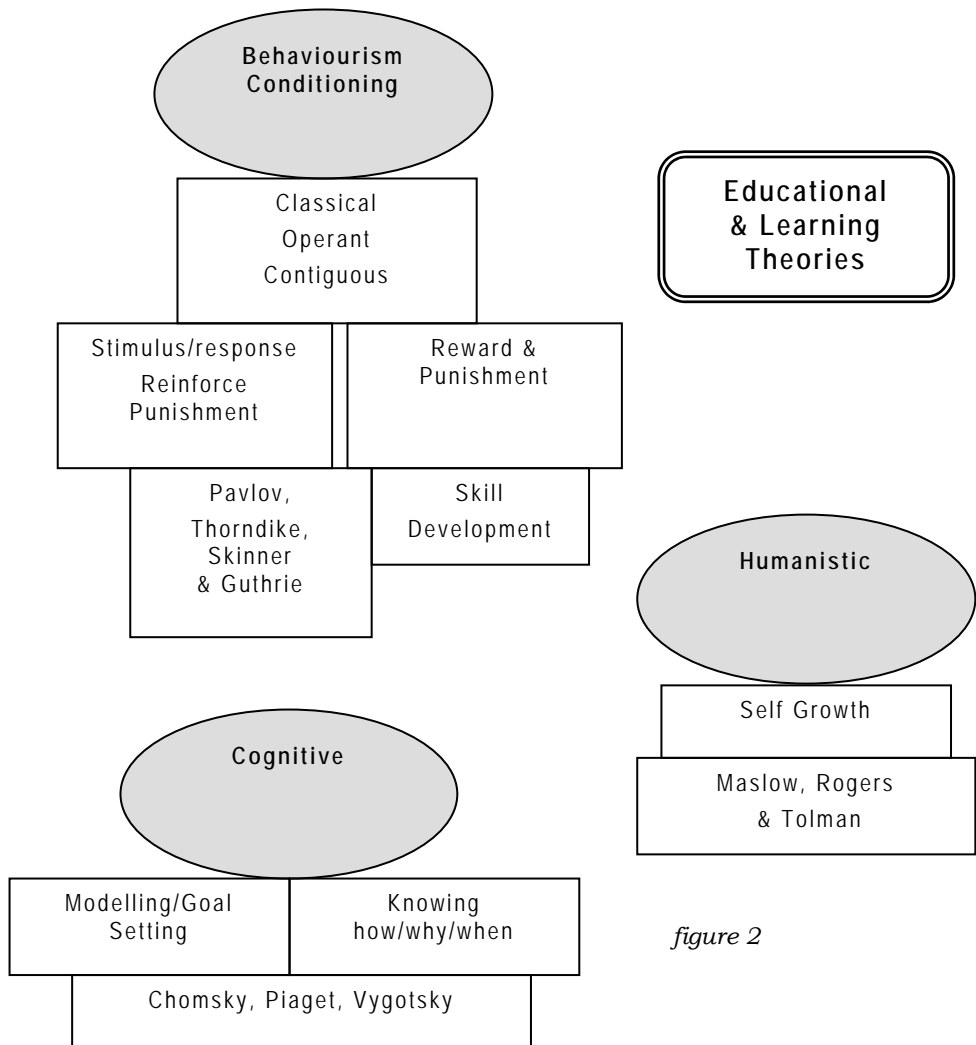 Behaviourism
Conditioning
Classical
Operant
Contiguous
Stimulus/response
Reinforce
Punishment
Reward &
Punishment
Pavlov,
Thorndike,
Skinner
& Guthrie
Skill
Development
Educational
& Learning
Theories
Humanistic
Self Growth
Maslow, Rogers
& Tolman
Cognitive
Modelling/Goal
Setting
Knowing
how/why/when
Chomsky, Piaget, Vygotsky
figure 2